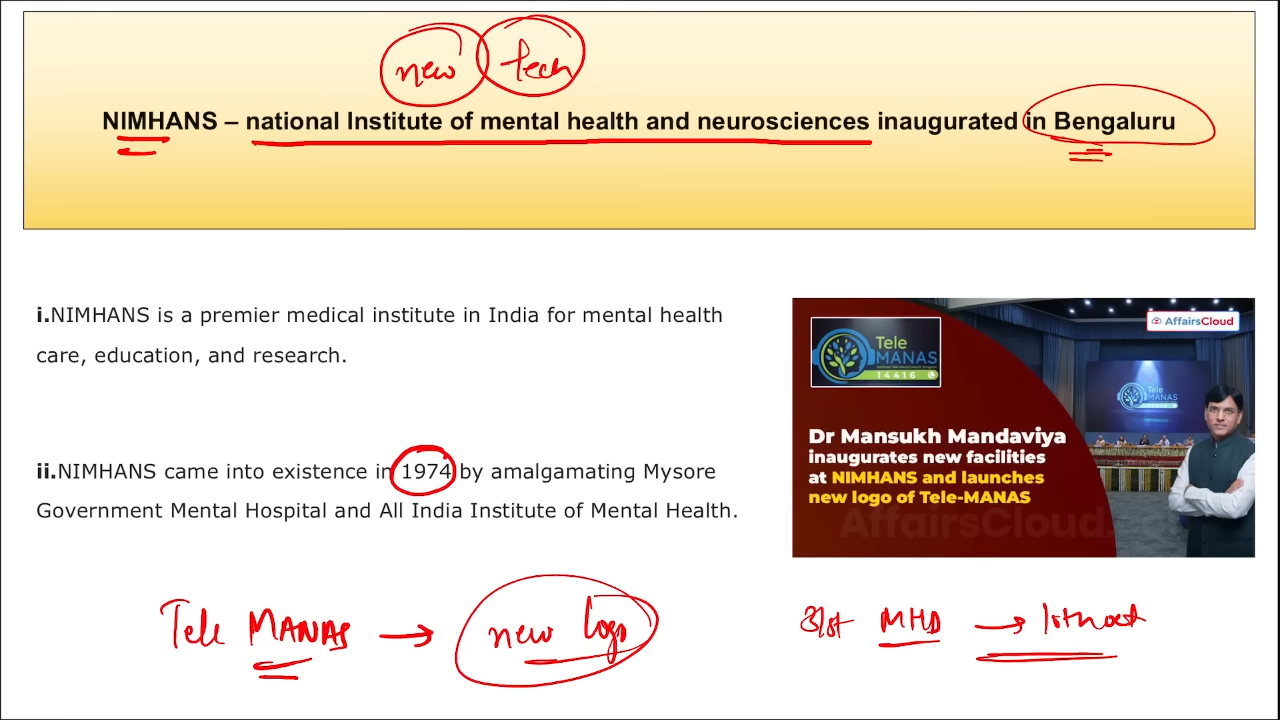 new tech
NIMHANS – national Institute of mental health and neurosciences inaugurated in Bengaluru
i.NIMHANS is a premier medical institute in India for mental health
care, education, and research.
ii.NIMHANS came into existence in 1974 by amalgamating Mysore
Government Mental Hospital and All India Institute of Mental Health.
AffairsCloud
Tele
MANAS
14416
Tele
MANAS
Dr Mansukh Mandaviya
inaugurates new facilities
at NIMHANS and launches
new logo of Tele-MANAS
AffairsCloud
Tele MANAS → new logo
31st MHD → 10th oct